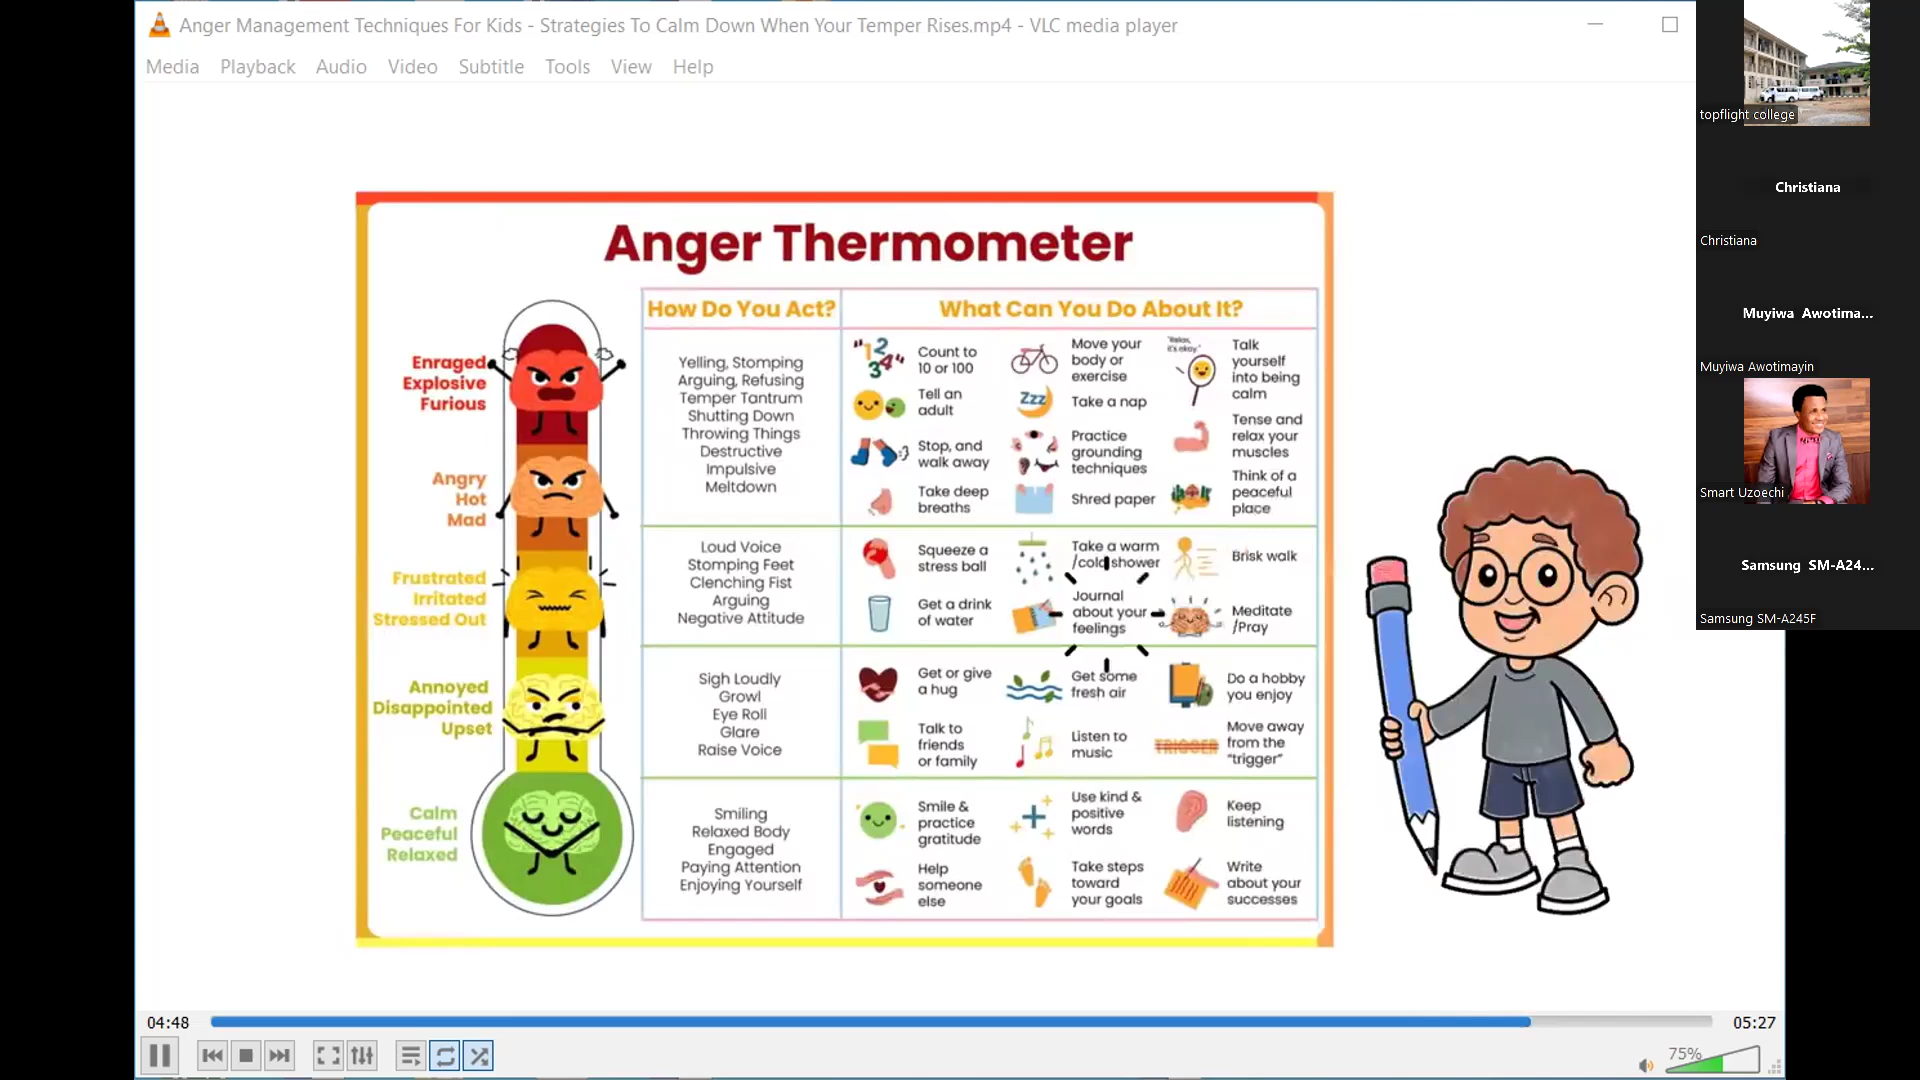 Anger Management Techniques For Kids - Strategies To Calm Down When Your Temper Rises.mp4 - VLC media player
Media Playback Audio Video Subtitle Tools View Help
Anger Thermometer
How Do You Act?
What Can You Do About It?
Enraged
Explosive
Furious
Angry
Hot
Mad
Frustrated
Irritated
Stressed Out
Annoyed
Disappointed
Upset
Calm
Peaceful
Relaxed
Yelling, Stomping
Arguing, Refusing
Temper Tantrum
Shutting Down
Throwing Things
Destructive
Impulsive
Meltdown
"1234"
Count to
10 or 100
Move your
body or
exercise
"Relax,
it's okay."
Talk
yourself
into being
calm
Tell an
adult
Zzz
Take a nap
Tense and
relax your
muscles
Stop, and
walk away
Practice
grounding
techniques
Think of a
peaceful
place
Take deep
breaths
Shred paper
Loud Voice
Stomping Feet
Clenching Fist
Arguing
Negative Attitude
Squeeze a
stress ball
Take a warm
/cold shower
Brisk walk
Get a drink
of water
Journal
about your
feelings
Meditate
/Pray
Sigh Loudly
Growl
Eye Roll
Glare
Raise Voice
Get or give
a hug
Get some
fresh air
Do a hobby
you enjoy
Talk to
friends
or family
Listen to
music
TRIGGER
Move away
from the
"trigger"
Smiling
Relaxed Body
Engaged
Paying Attention
Enjoying Yourself
Smile &
practice
gratitude
Use kind &
positive
words
Keep
listening
Help
someone
else
Take steps
toward
your goals
Write
about your
successes
04:48
05:27
75%
topflight college
Christiana
Christiana
Muyiwa Awotima...
Muyiwa Awotimayin
Smart Uzoechi
Samsung SM-A24...
Samsung SM-A245F